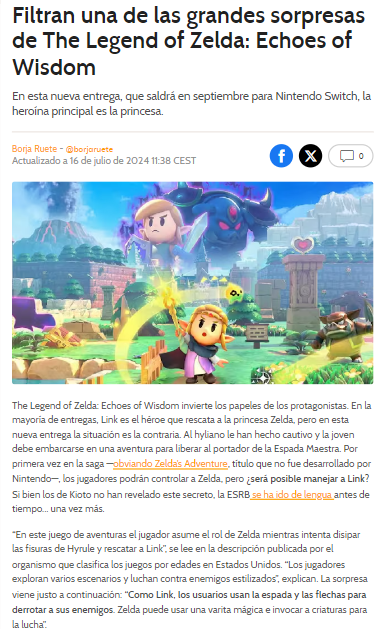 Filtran una de las grandes sorpresas
de The Legend of Zelda: Echoes of
Wisdom
En esta nueva entrega, que saldrá en septiembre para Nintendo Switch, la
heroína principal es la princesa.
Borja Ruete - @borjaruete
Actualizado a 16 de julio de 2024 11:38 CEST
0
The Legend of Zelda: Echoes of Wisdom invierte los papeles de los protagonistas. En la
mayoría de entregas, Link es el héroe que rescata a la princesa Zelda, pero en esta
nueva entrega la situación es la contraria. Al hyliano le han hecho cautivo y la joven
debe embarcarse en una aventura para liberar al portador de la Espada Maestra. Por
primera vez en la saga —obviando Zelda's Adventure, título que no fue desarrollado por
Nintendo—, los jugadores podrán controlar a Zelda, pero ¿será posible manejar a Link?
Si bien los de Kioto no han revelado este secreto, la ESRB se ha ido de lengua antes de
tiempo... una vez más.
“En este juego de aventuras el jugador asume el rol de Zelda mientras intenta disipar
las fisuras de Hyrule y rescatar a Link”, se lee en la descripción publicada por el
organismo que clasifica los juegos por edades en Estados Unidos. “Los jugadores
exploran varios escenarios y luchan contra enemigos estilizados”, explican. La sorpresa
viene justo a continuación: “Como Link, los usuarios usan la espada y las flechas para
derrotar a sus enemigos. Zelda puede usar una varita mágica e invocar a criaturas para
la lucha”.